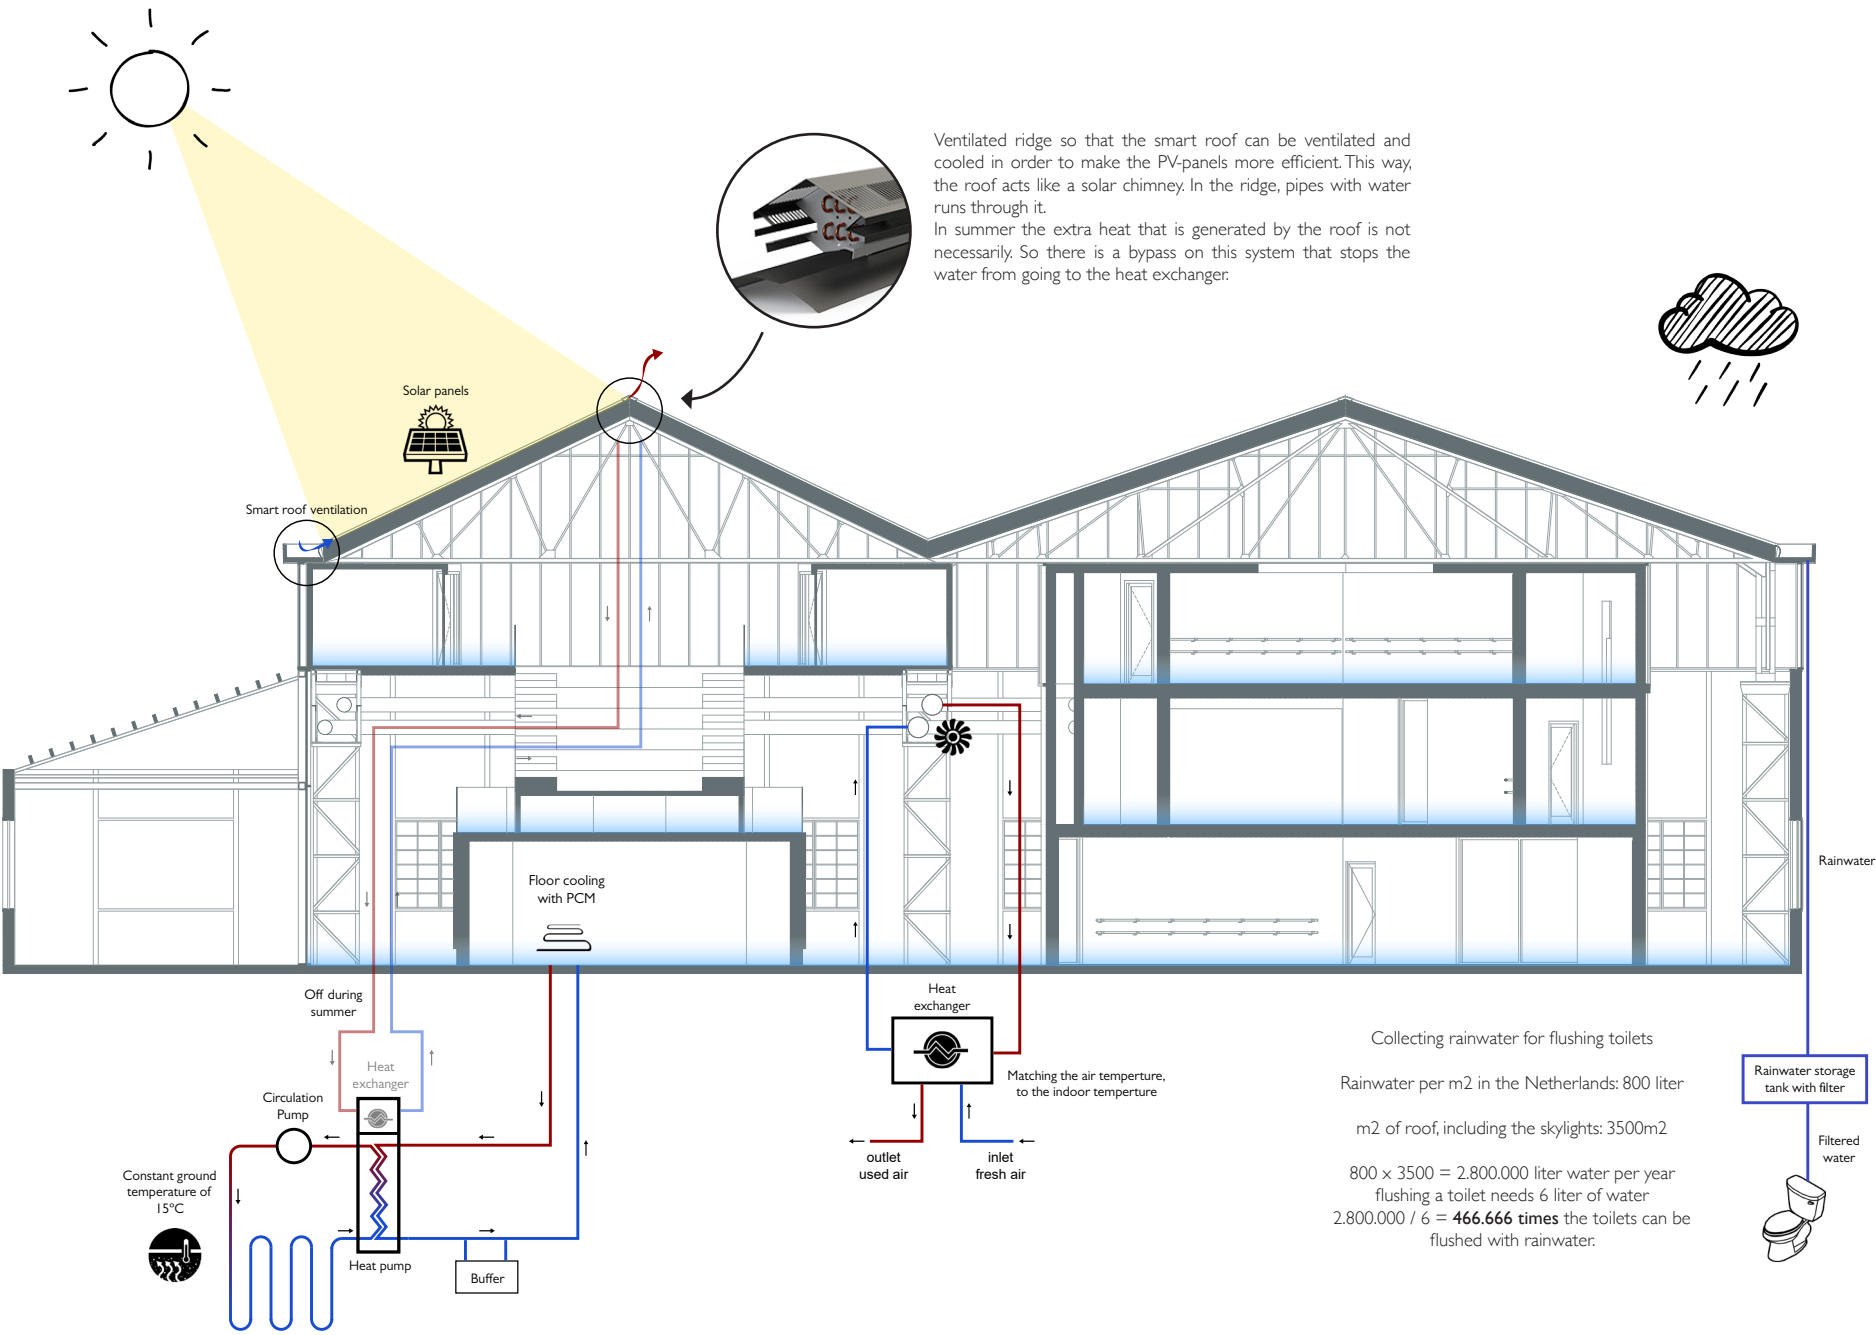 Ventilated ridge so that the smart roof can be ventilated and
cooled in order to make the PV-panels more efficient. This way,
the roof acts like a solar chimney. In the ridge, pipes with water
runs through it.
In summer the extra heat that is generated by the roof is not
necessarily. So there is a bypass on this system that stops the
water from going to the heat exchanger.
Solar panels
Smart roof ventilation
Rainwater
Floor cooling
with PCM
Off during
summer
Heat
exchanger
Heat
exchanger
Matching the air temperture,
to the indoor temperture
outlet
used air
inlet
fresh air
Circulation
Pump
Constant ground
temperature of
15°C
Heat pump
Buffer
Collecting rainwater for flushing toilets
Rainwater per m2 in the Netherlands: 800 liter
m2 of roof, including the skylights: 3500m2
800 x 3500 = 2.800.000 liter water per year
flushing a toilet needs 6 liter of water
2.800.000 / 6 = 466.666 times the toilets can be
flushed with rainwater.
Rainwater storage
tank with filter
Filtered
water